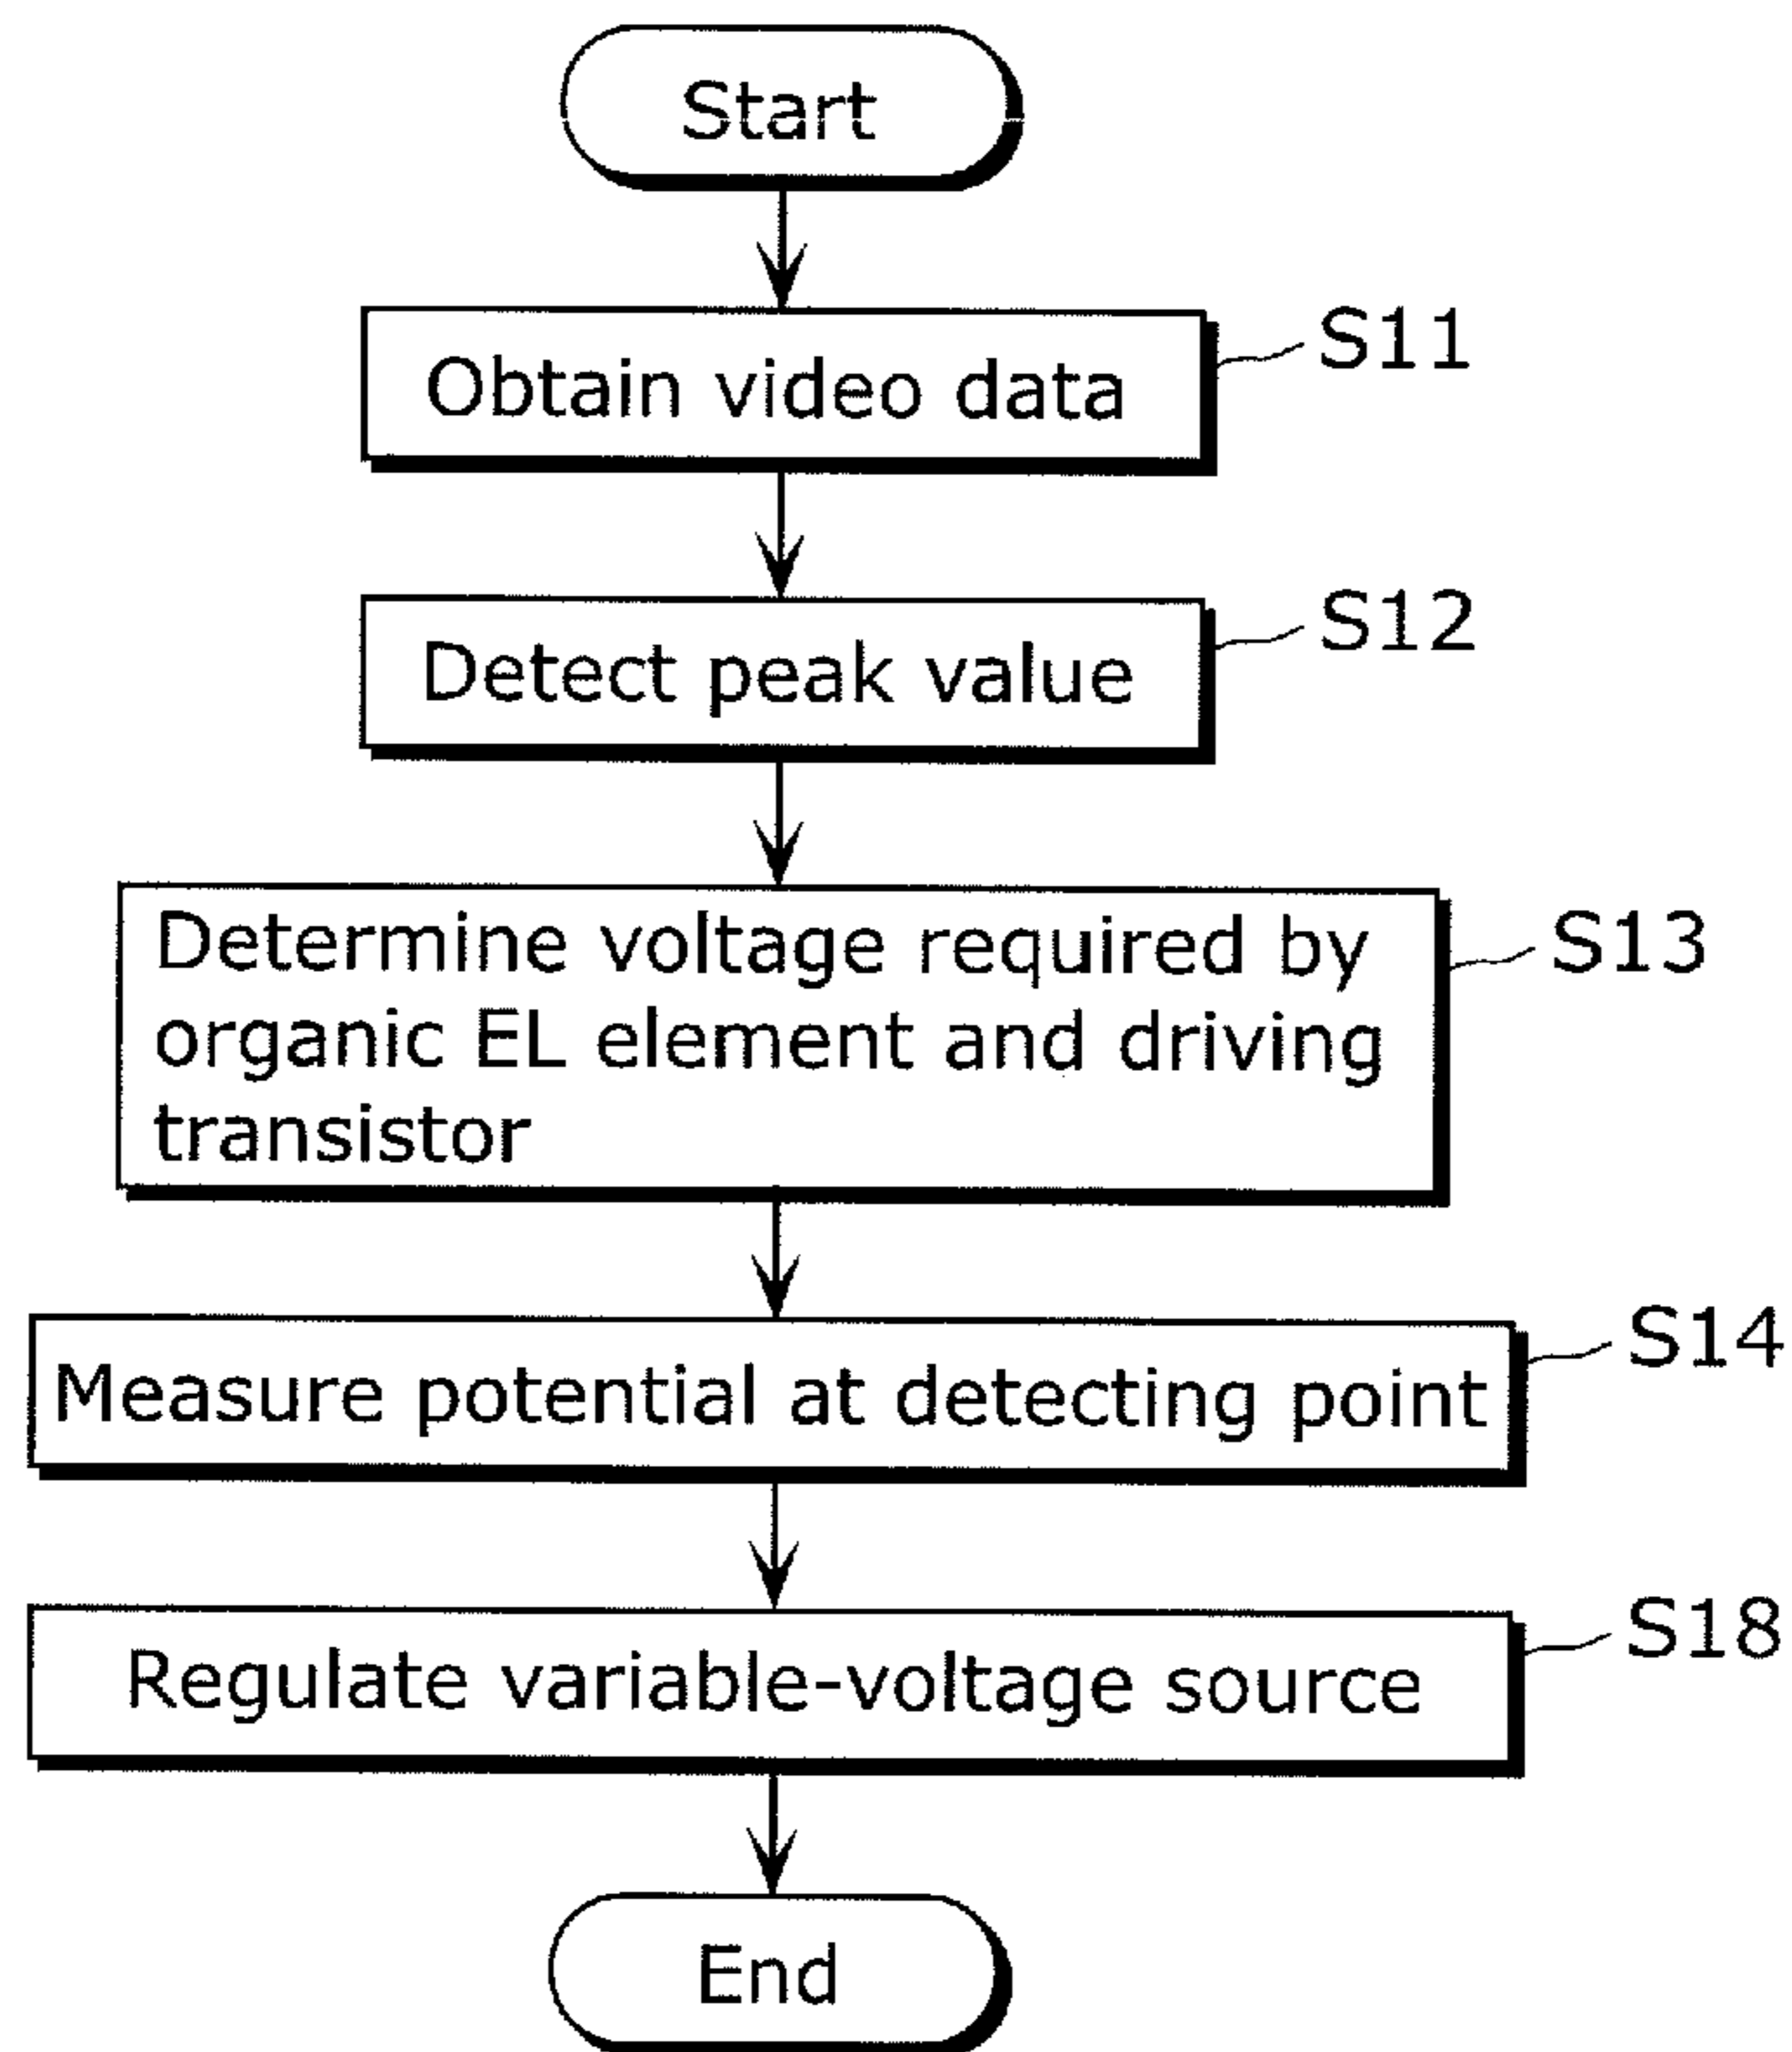 Start
Obtain video data
S11
Detect peak value
S12
Determine voltage required by
organic EL element and driving
transistor
S13
Measure potential at detecting point
S14
Regulate variable-voltage source
S18
End